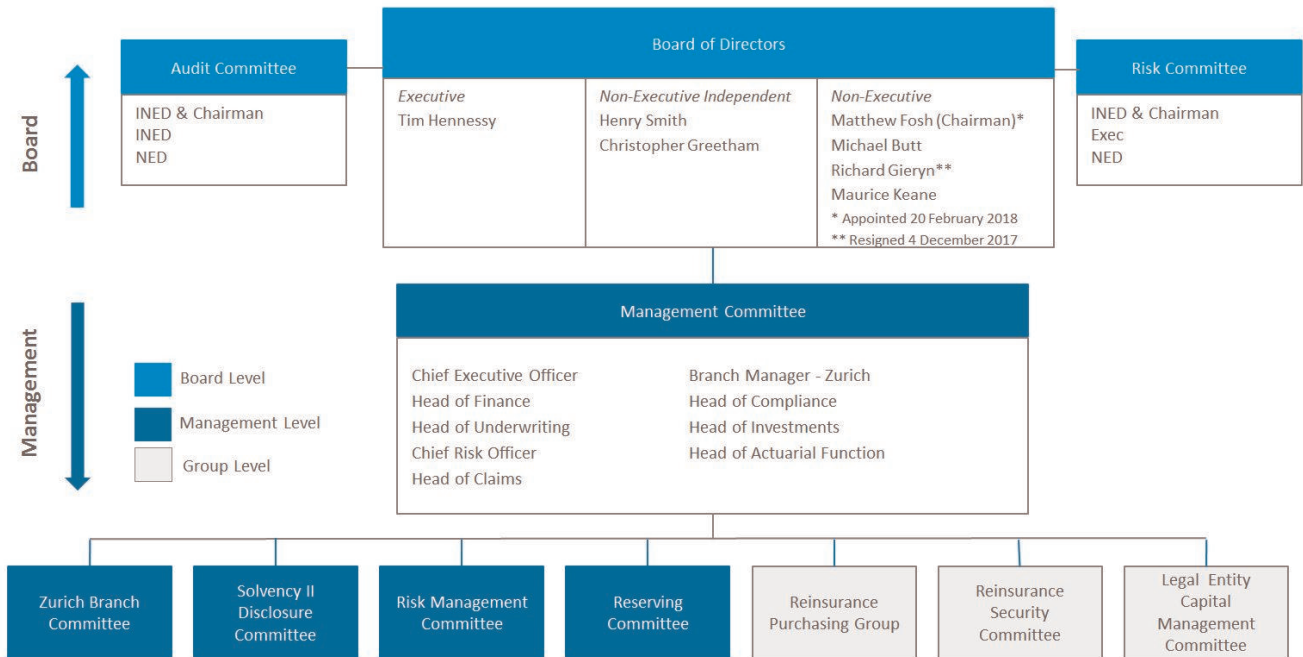 Board of Directors
Audit Committee
Risk Committee
INED & Chairman
INED
NED
Executive
Tim Hennessy
Non-Executive Independent
Henry Smith
Christopher Greetham
Non-Executive
Matthew Fosh (Chairman)*
Michael Butt
Richard Gieryn**
Maurice Keane
* Appointed 20 February 2018
** Resigned 4 December 2017
INED & Chairman
Exec
NED
Board
Management
Board Level
Management Level
Group Level
Management Committee
Chief Executive Officer
Head of Finance
Head of Underwriting
Chief Risk Officer
Head of Claims
Branch Manager - Zurich
Head of Compliance
Head of Investments
Head of Actuarial Function
Zurich Branch
Committee
Solvency II
Disclosure
Committee
Risk Management
Committee
Reserving
Committee
Reinsurance
Purchasing Group
Reinsurance
Security
Committee
Legal Entity
Capital
Management
Committee